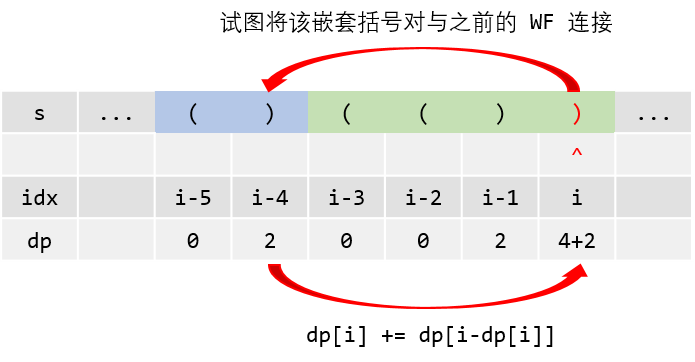 试图将该嵌套括号对与之前的 WF 连接
s ... ( ) ( ( ) ) ...
^
idx i-5 i-4 i-3 i-2 i-1 i
dp 0 2 0 0 2 4+2
dp[i] += dp[i-dp[i]]